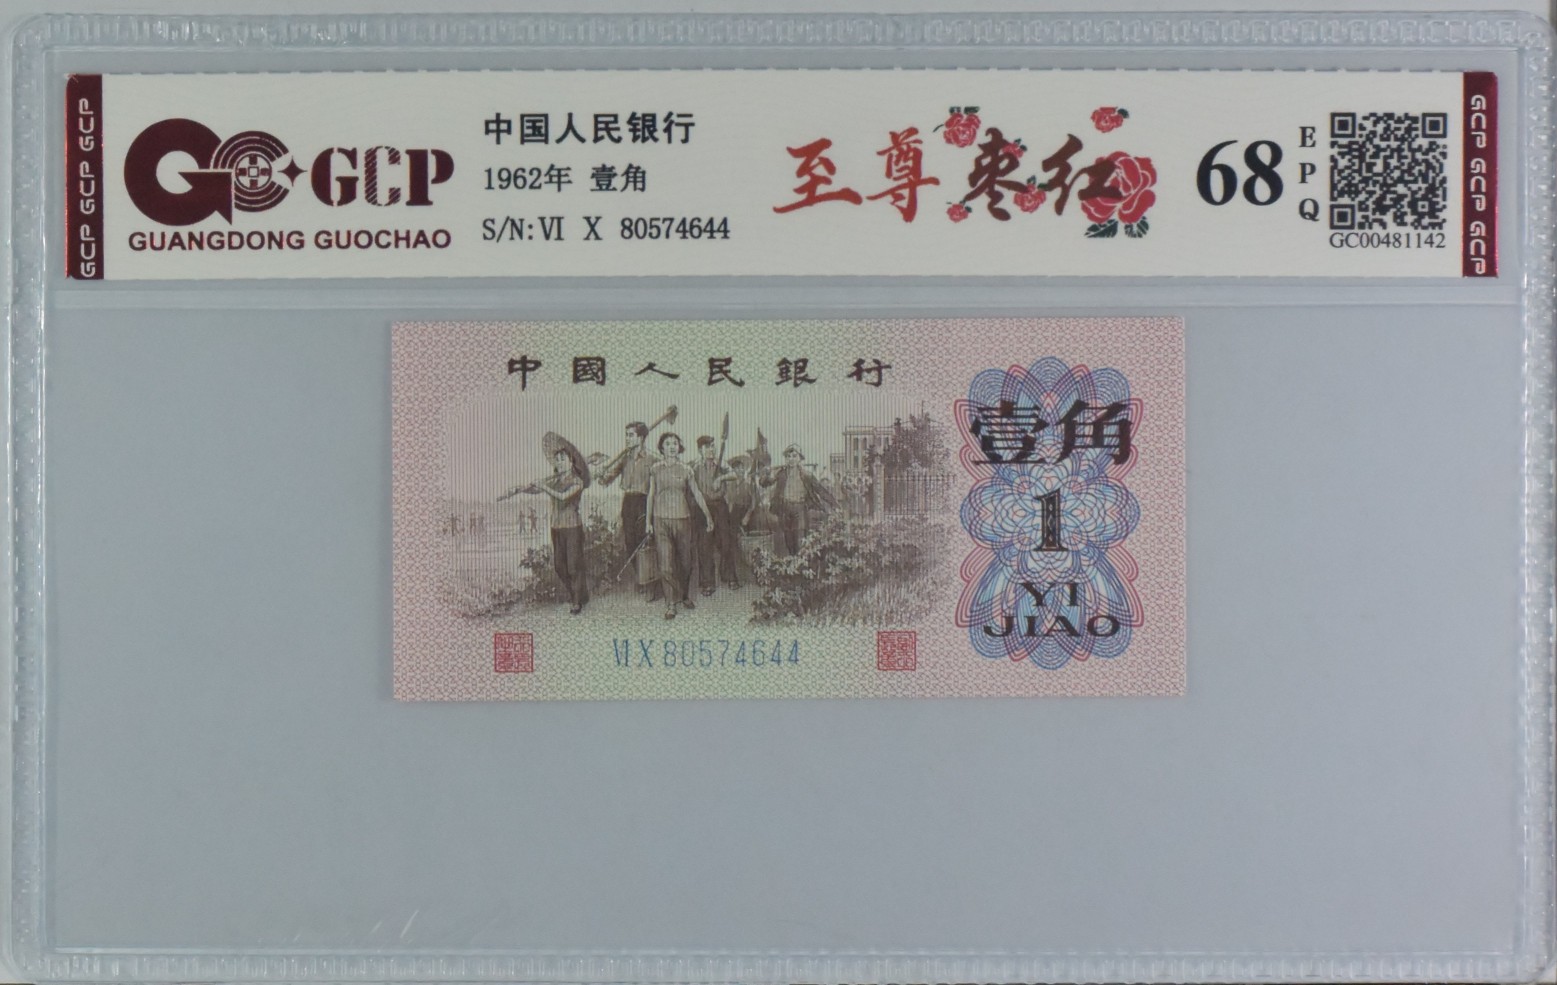 GCP GCP GCP
GCP
GUANGDONG GUOCHAO
中国人民银行
1962年 壹角
S/N: VI X 80574644
至尊枣红
68
EPQ
GC00481142
GCP GCP GCP
中國人民銀行
壹角
1
YI
JIAO
VI X 80574644